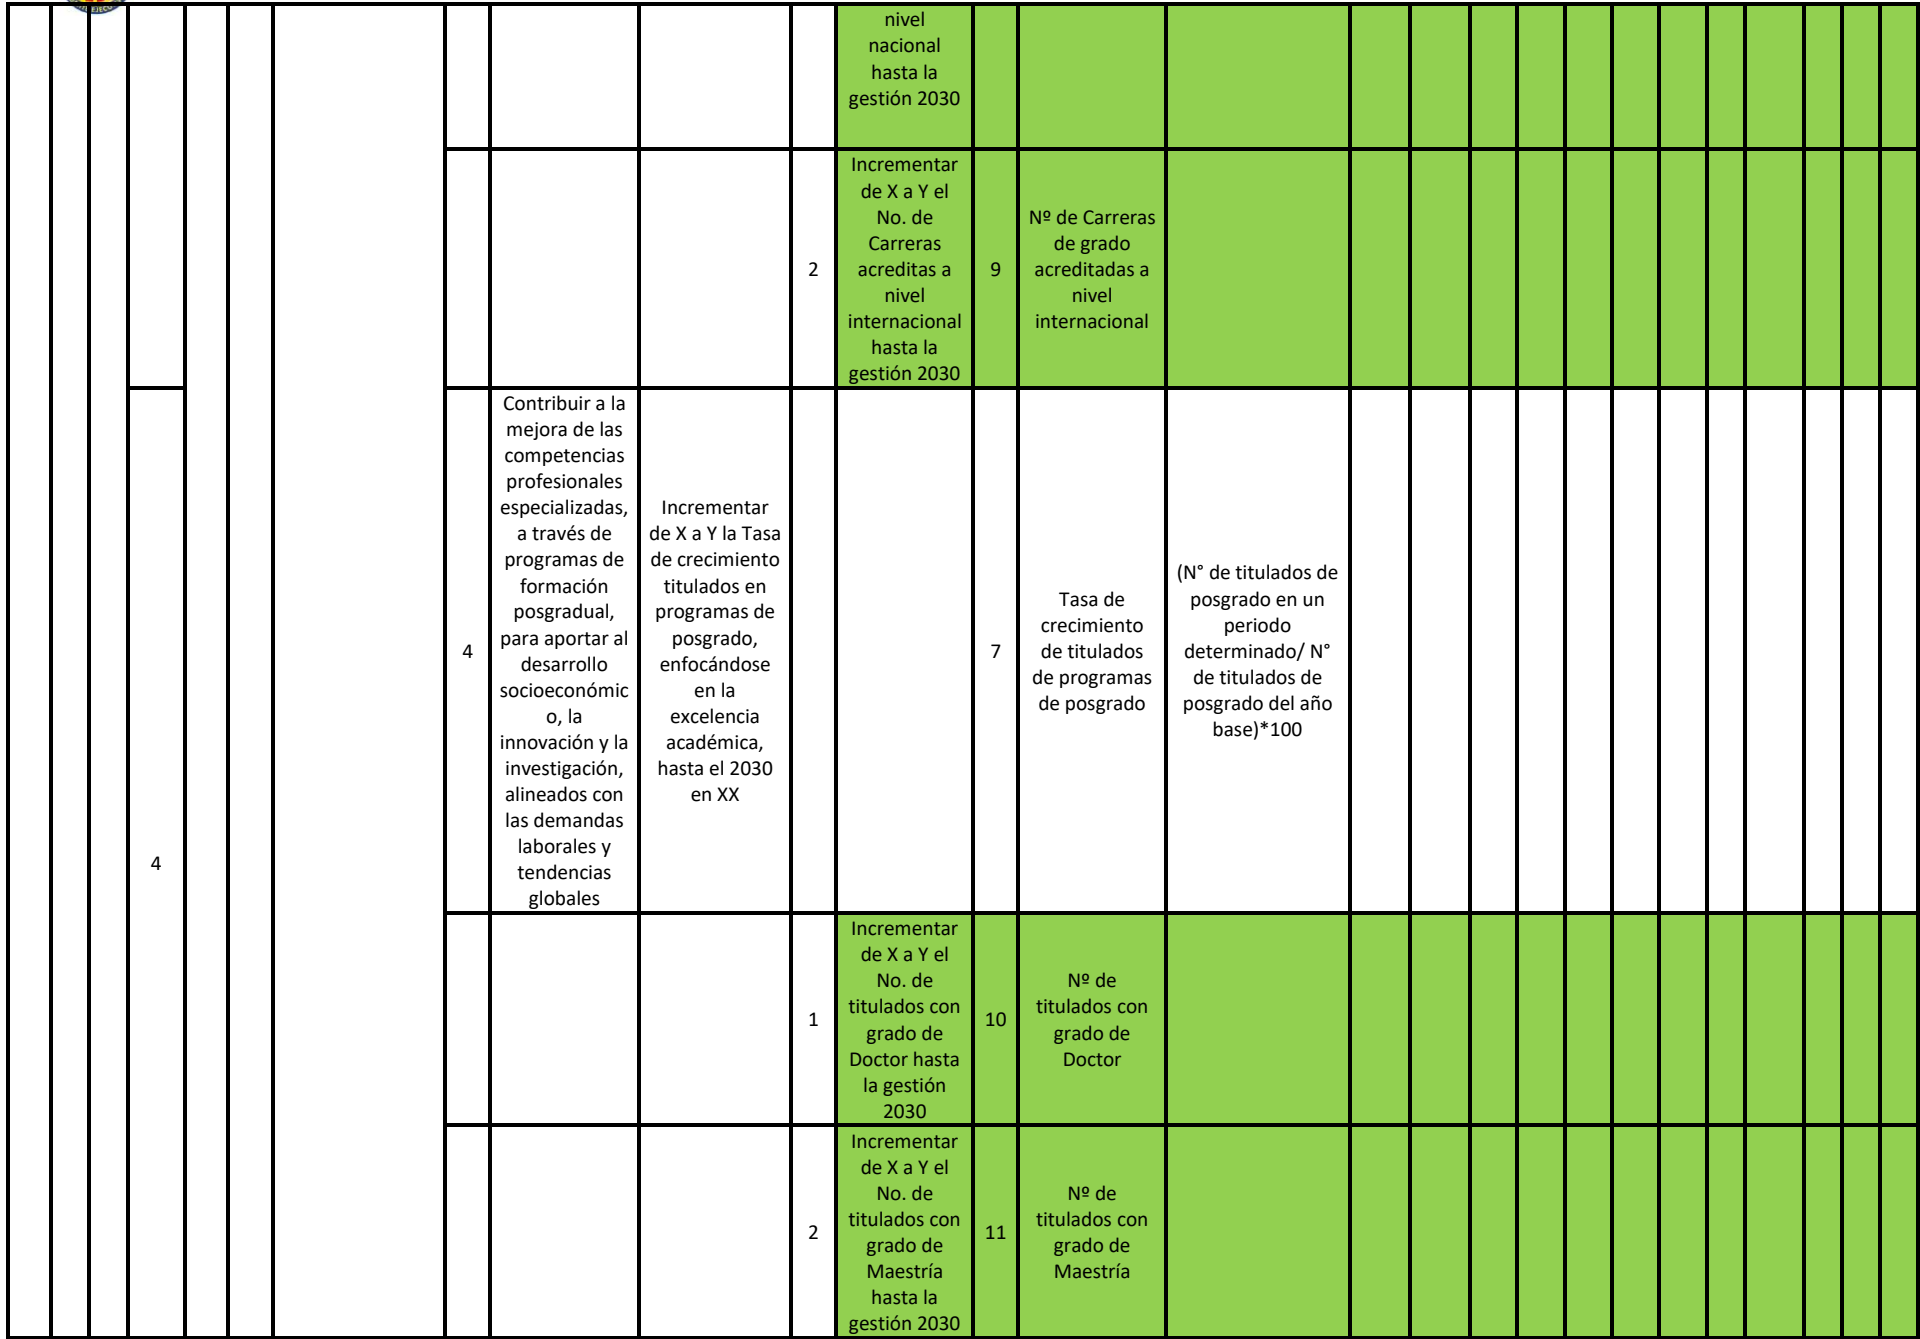 nivel
nacional
hasta la
gestión 2030
2
Incrementar
de X a Y el
No. de
Carreras
acreditas a
nivel
internacional
hasta la
gestión 2030
9
Nº de Carreras
de grado
acreditadas a
nivel
internacional
4
4
Contribuir a la
mejora de las
competencias
profesionales
especializadas,
a través de
programas de
formación
posgradual,
para aportar al
desarrollo
socioeconómic
o, la
innovación y la
investigación,
alineados con
las demandas
laborales y
tendencias
globales
Incrementar
de X a Y la Tasa
de crecimiento
titulados en
programas de
posgrado,
enfocándose
en la
excelencia
académica,
hasta el 2030
en XX
7
Tasa de
crecimiento
de titulados
de programas
de posgrado
(N° de titulados de
posgrado en un
periodo
determinado/ N°
de titulados de
posgrado del año
base)*100
1
Incrementar
de X a Y el
No. de
titulados con
grado de
Doctor hasta
la gestión
2030
10
Nº de
titulados con
grado de
Doctor
2
Incrementar
de X a Y el
No. de
titulados con
grado de
Maestría
hasta la
gestión 2030
11
Nº de
titulados con
grado de
Maestría